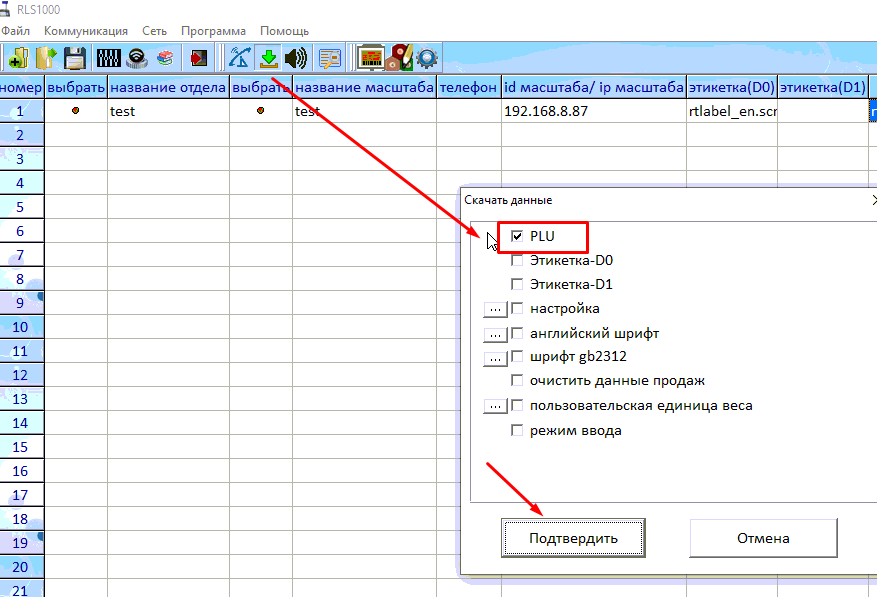 RLS1000
Файл Коммуникация Сеть Программа Помощь
номер выбрать название отдела выбрать название масштаба телефон id масштаба/ ip масштаба этикетка(D0) этикетка(D1)
1 test test 192.168.8.87 rtlabel_en.scr
2
3
4
5
6
7
8
9
10
11
12
13
14
15
16
17
18
19
20
21
Скачать данные
PLU
Этикетка-D0
Этикетка-D1
... настройка
... английский шрифт
... шрифт gb2312
очистить данные продаж
... пользовательская единица веса
режим ввода
Подтвердить Отмена